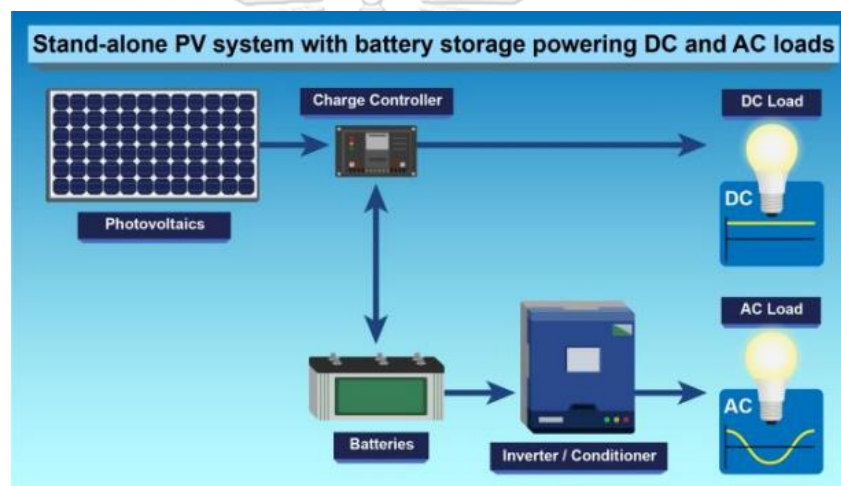 Stand-alone PV system with battery storage powering DC and AC loads
Charge Controller
DC Load
DC
Photovoltaics
AC Load
AC
Batteries
Inverter / Conditioner